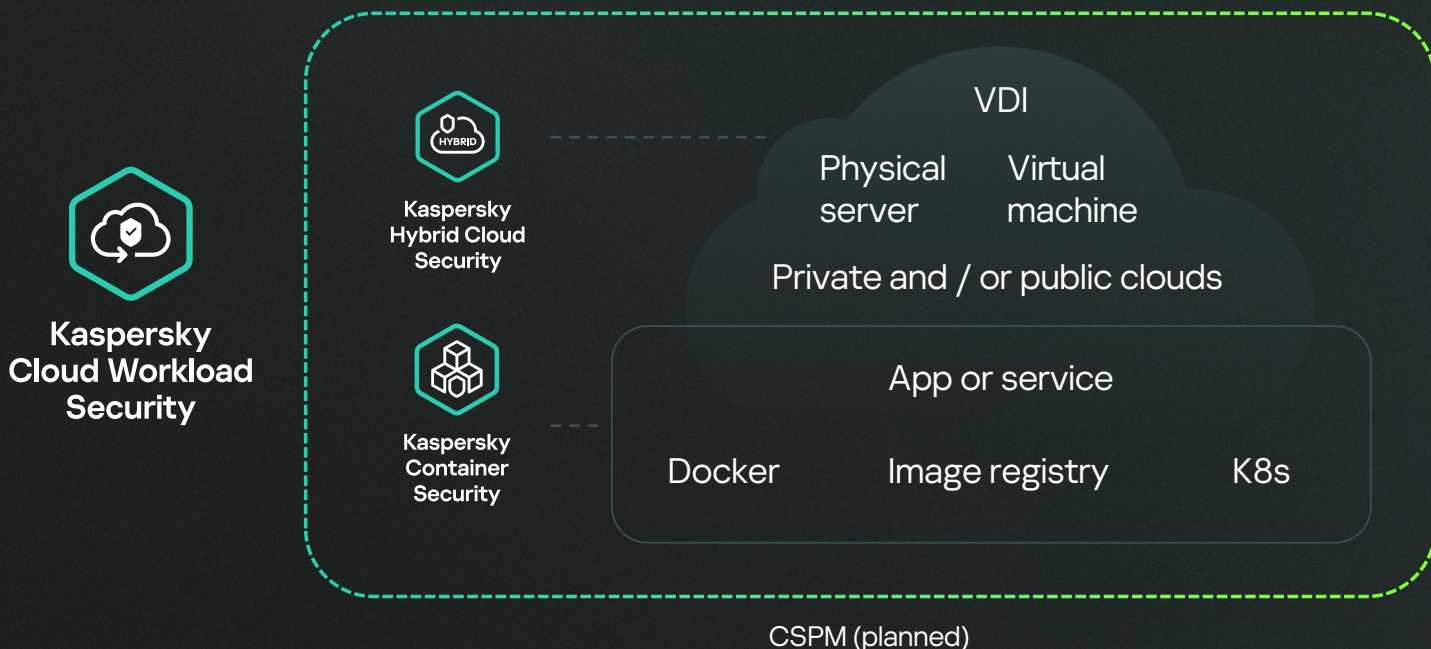 Kaspersky
Cloud Workload
Security
HYBRID
Kaspersky
Hybrid Cloud
Security
VDI
Physical
server
Virtual
machine
Private and / or public clouds
Kaspersky
Container
Security
App or service
Docker
Image registry
K8s
CSPM (planned)